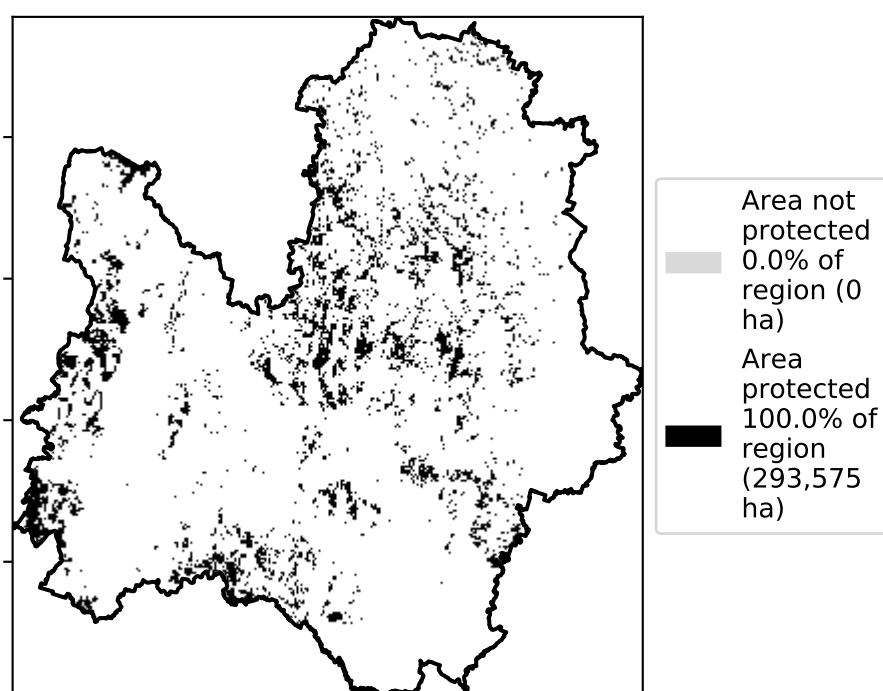 Area not
protected
0.0% of
region (0
ha)
Area
protected
100.0% of
region
(293,575
ha)